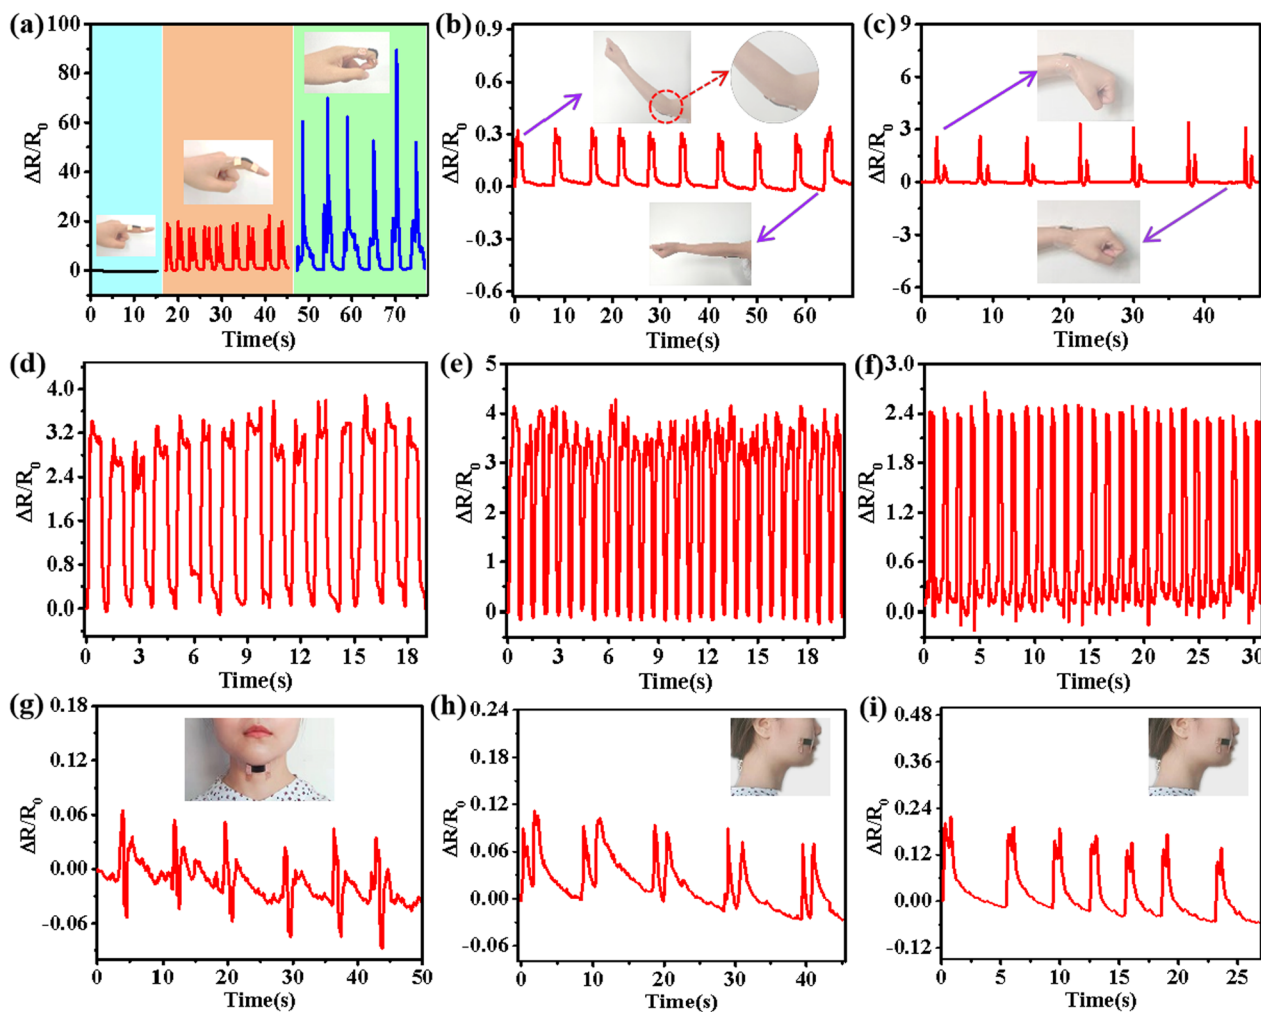 (a)
100
80
60
40
20
0
ΔR/R0
0 10 20 30 40 50 60 70
Time(s)
(b)
0.9
0.6
0.3
0.0
-0.3
-0.6
ΔR/R0
0 10 20 30 40 50 60
Time(s)
(c)
9
6
3
0
-3
-6
ΔR/R0
0 10 20 30 40
Time(s)
(d)
4.0
3.2
2.4
1.6
0.8
0.0
ΔR/R0
0 3 6 9 12 15 18
Time(s)
(e)
5
4
3
2
1
0
ΔR/R0
0 3 6 9 12 15 18
Time(s)
(f)
3.0
2.4
1.8
1.2
0.6
0.0
ΔR/R0
0 5 10 15 20 25 30
Time(s)
(g)
0.18
0.12
0.06
0.00
-0.06
ΔR/R0
0 10 20 30 40 50
Time(s)
(h)
0.24
0.18
0.12
0.06
0.00
-0.06
ΔR/R0
0 10 20 30 40
Time(s)
(i)
0.48
0.36
0.24
0.12
0.00
-0.12
ΔR/R0
0 5 10 15 20 25
Time(s)